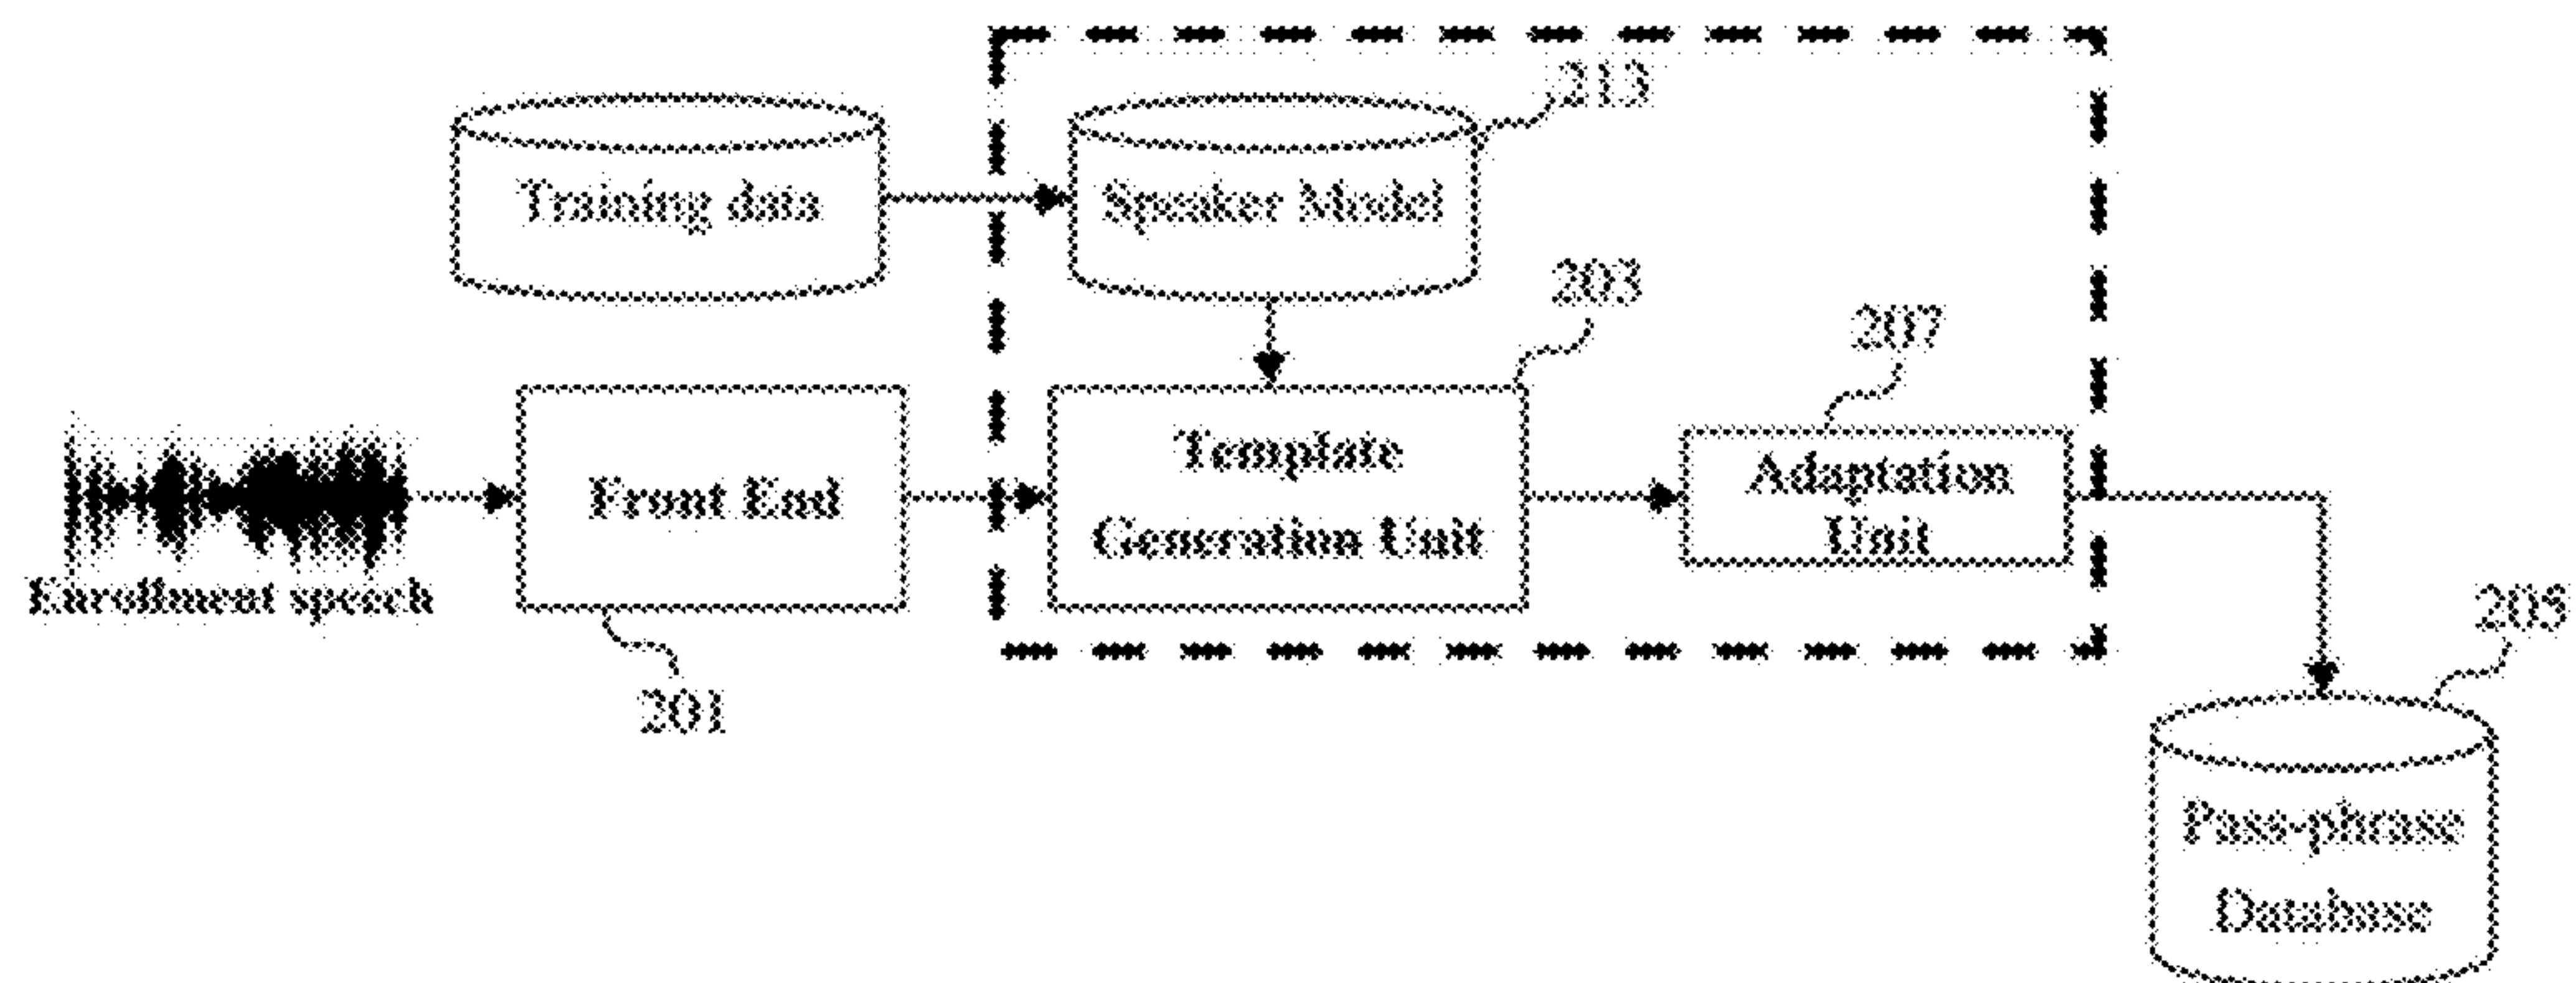 213
Training data
Speaker Model
203
207
Template
Generation Unit
Front End
Adaptation
Unit
Enrollment speech
201
205
Pass-phrase
Database